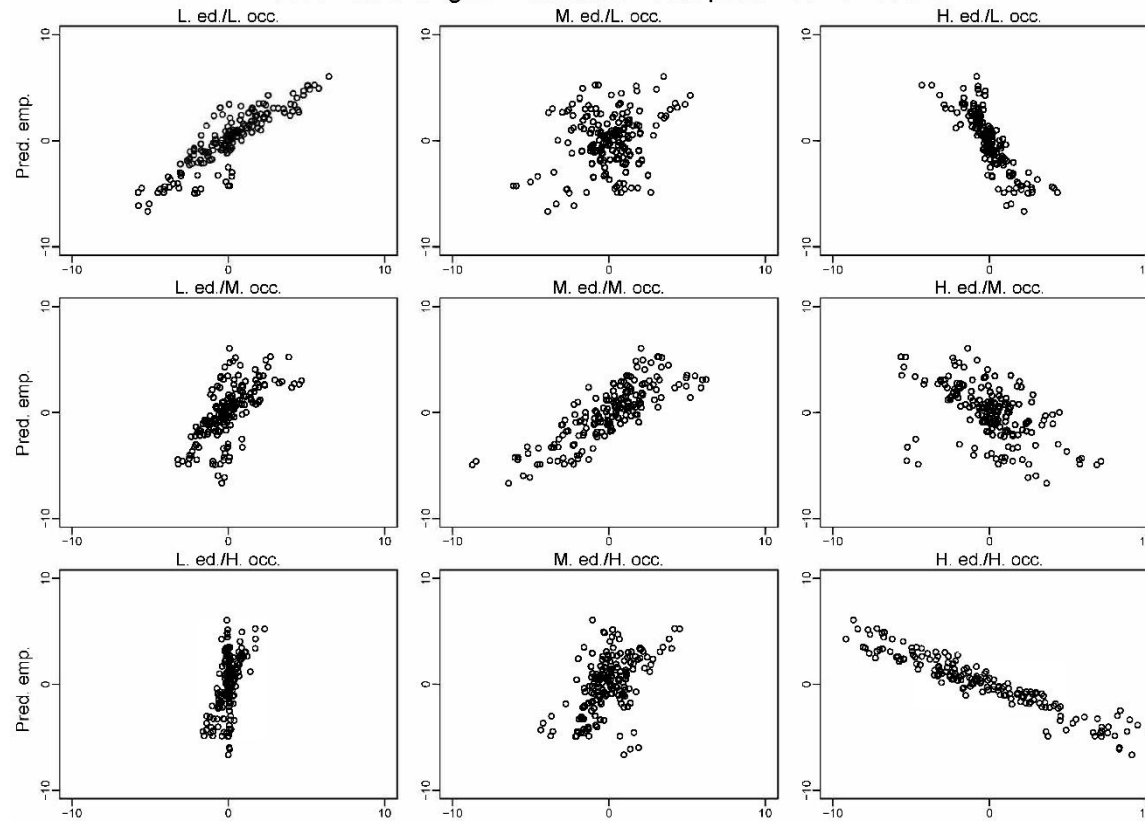 L. ed./L. occ. M. ed./L. occ. H. ed./L. occ.
Pred. emp.
10 0 -10
-10 0 10 -10 0 10 -10 0 1
L. ed./M. occ. M. ed./M. occ. H. ed./M. occ.
Pred. emp.
10 0 -10
-10 0 10 -10 0 10 -10 0 1
L. ed./H. occ. M. ed./H. occ. H. ed./H. occ.
Pred. emp.
10 0 -10
-10 0 10 -10 0 10 -10 0 1